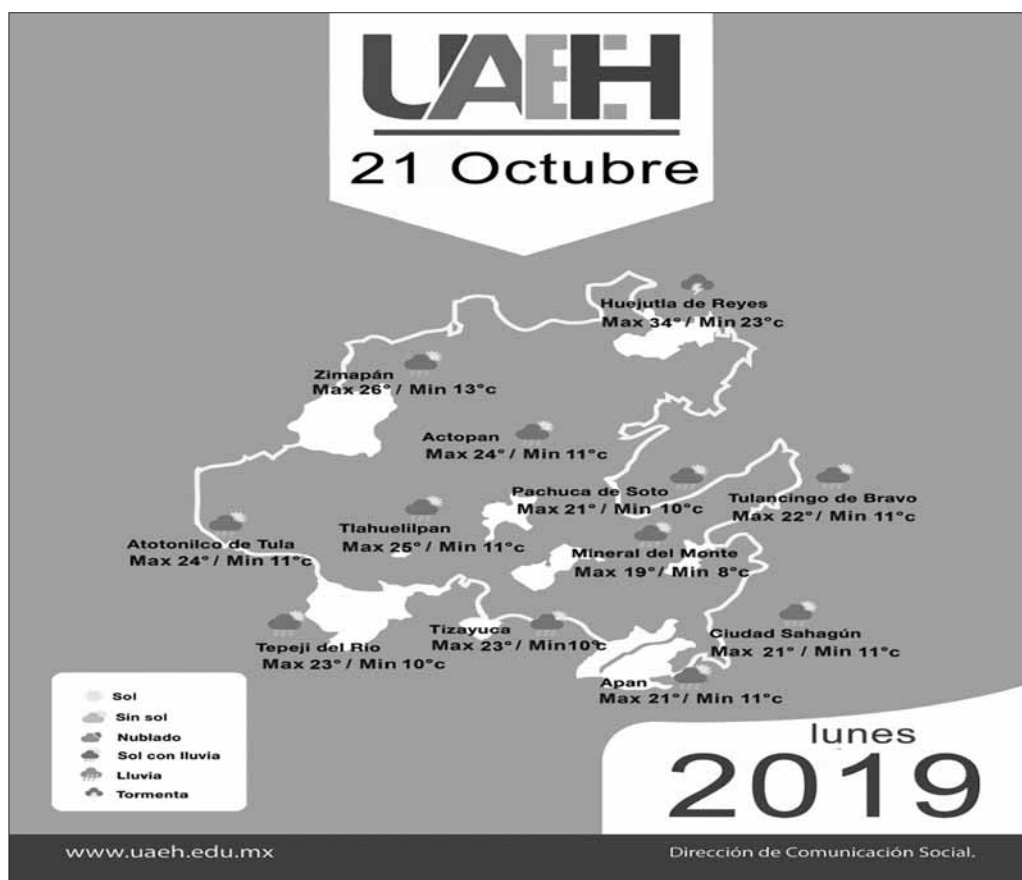 UAEH
21 Octubre
Huejutla de Reyes
Max 34° / Min 23°c
Zimapán
Max 26° / Min 13°c
Actopan
Max 24° / Min 11°c
Pachuca de Soto
Max 21° / Min 10°c
Tulancingo de Bravo
Max 22° / Min 11°c
Tlahuelilpan
Max 25° / Min 11°c
Atotonilco de Tula
Max 24° / Min 11°c
Mineral del Monte
Max 19° / Min 8°c
Tepeji del Río
Max 23° / Min 10°c
Tizayuca
Max 23° / Min10°c
Ciudad Sahagún
Max 21° / Min 11°c
Apan
Max 21°/ Min 11°c
Sol
Sin sol
Nublado
Sol con lluvia
Lluvia
Tormenta
lunes
2019
www.uaeh.edu.mx
Dirección de Comunicación Social.